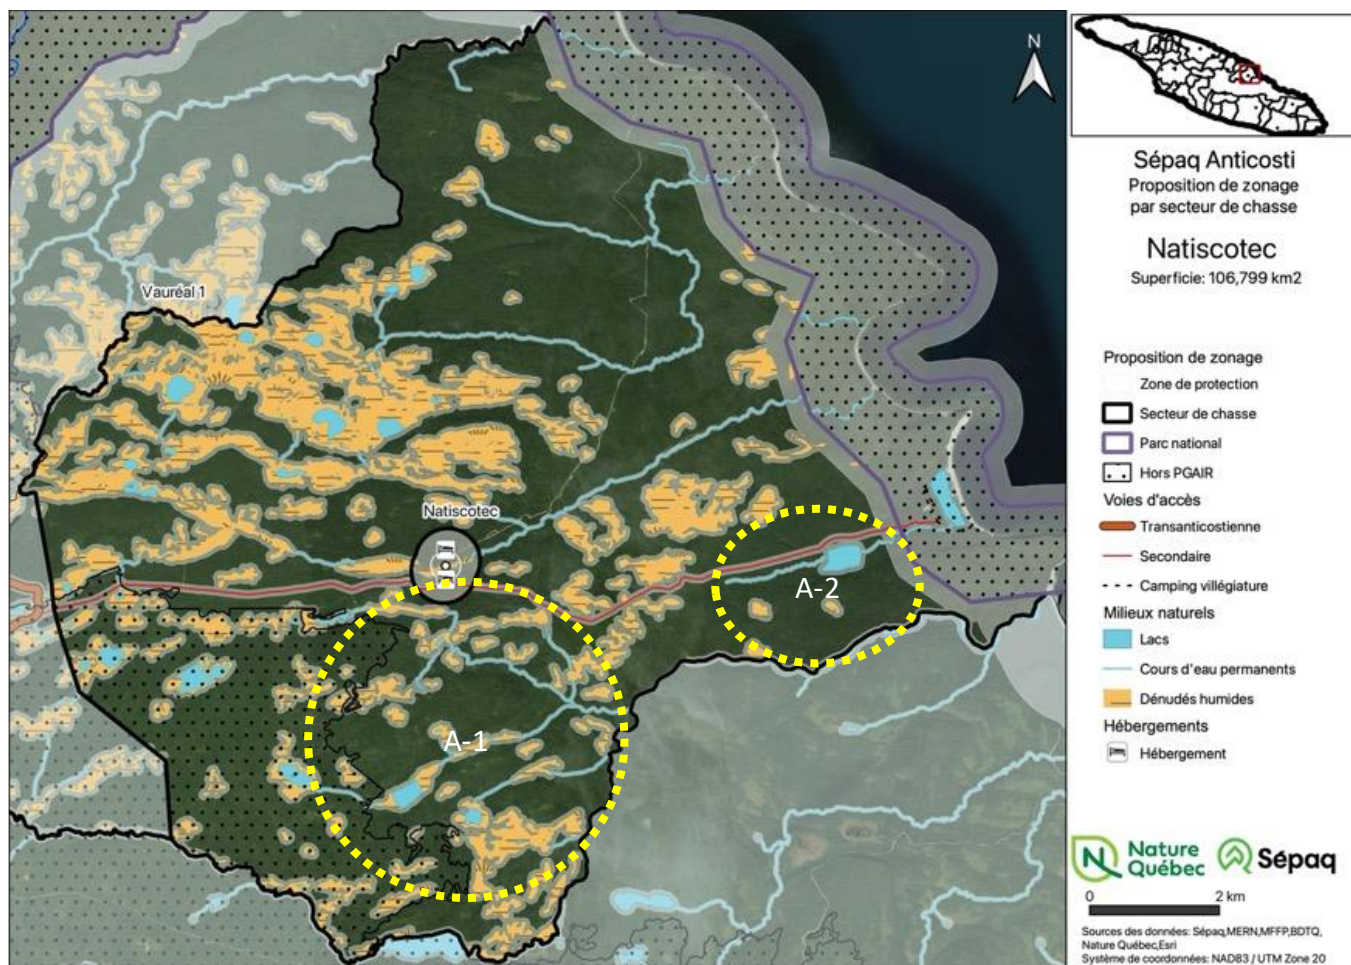 N
Vauréal 1
Natiscotec
A-1
A-2
Sépaq Anticosti
Proposition de zonage
par secteur de chasse
Natiscotec
Superficie: 106,799 km2
Proposition de zonage
Zone de protection
Secteur de chasse
Parc national
Hors PGAIR
Voies d'accès
Transanticostienne
Secondaire
Camping villégiature
Milieux naturels
Lacs
Cours d'eau permanents
Dénudés humides
Hébergements
Hébergement
Nature
Québec
Sépaq
0 2 km
Sources des données: Sépaq,MERN,MFFP,BDTQ,
Nature Québec,Esri
Système de coordonnées: NAD83 / UTM Zone 20